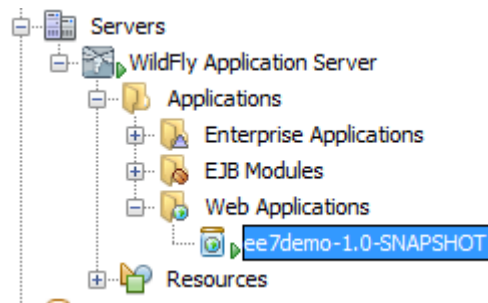 Servers
WildFly Application Server
Applications
Enterprise Applications
EJB Modules
Web Applications
ee7demo-1.0-SNAPSHOT
Resources